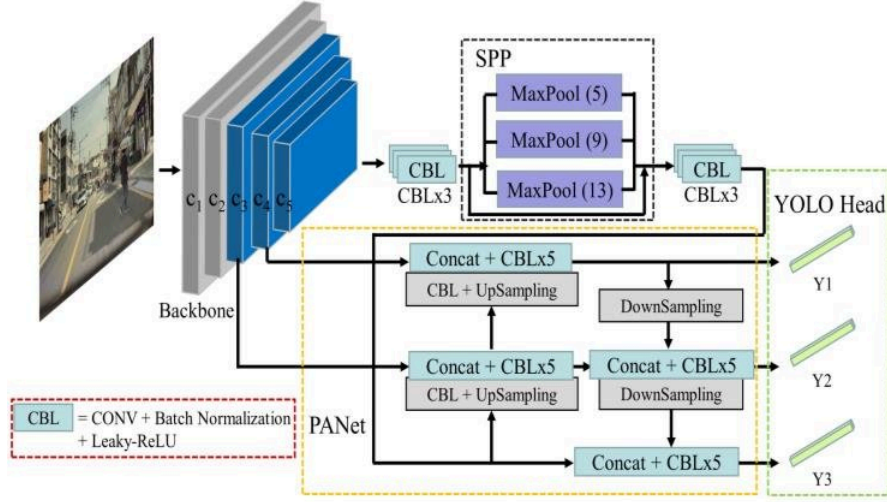 SPP
MaxPool (5)
MaxPool (9)
MaxPool (13)
CBL
CBLx3
CBL
CBLx3
c1
c2
c3
c4
c5
Backbone
YOLO Head
Concat + CBLx5
CBL + UpSampling
DownSampling
Y1
Concat + CBLx5
CBL + UpSampling
Concat + CBLx5
DownSampling
Y2
PANet
Concat + CBLx5
Y3
CBL
= CONV + Batch Normalization
+ Leaky-ReLU